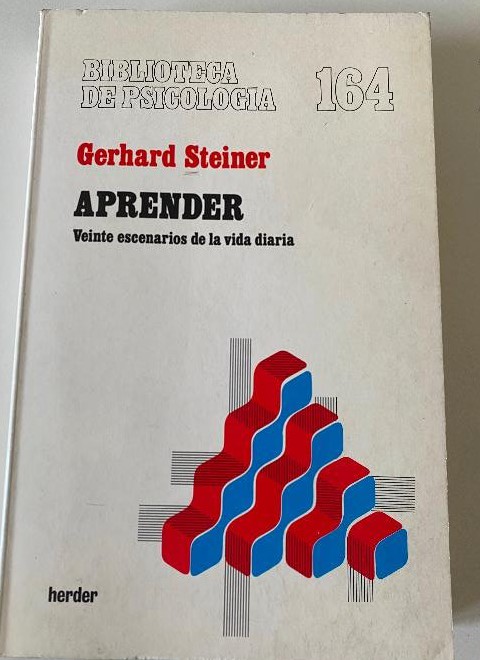 BIBLIOTECA
DE PSICOLOGIA 164
Gerhard Steiner
APRENDER
Veinte escenarios de la vida diaria
herder